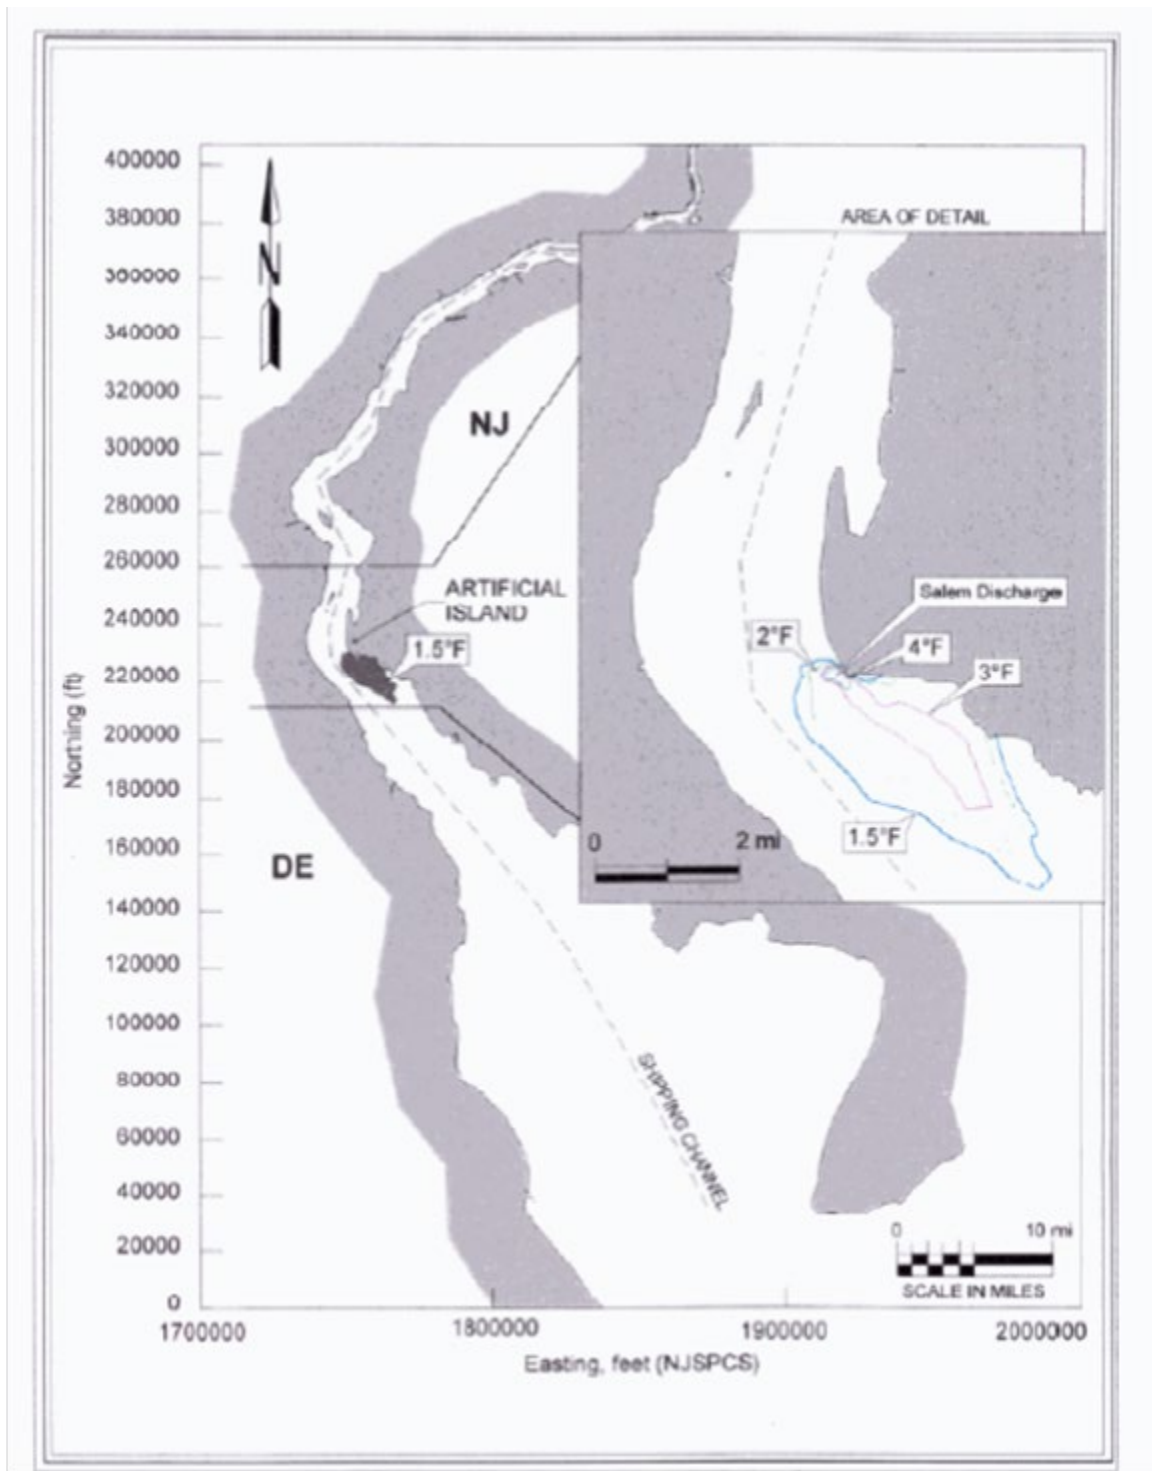 400000
380000
360000
340000
320000
300000
280000
260000
240000
220000
200000
180000
160000
140000
120000
100000
80000
60000
40000
20000
0
Northing (ft)
1700000
1800000
1900000
2000000
Easting, feet (NJSPCS)
N
NJ
DE
ARTIFICIAL
ISLAND
1.5°F
SHIPPING CHANNEL
AREA OF DETAIL
Salem Discharge
2°F
4°F
3°F
1.5°F
0 2 mi
0 10 mi
SCALE IN MILES